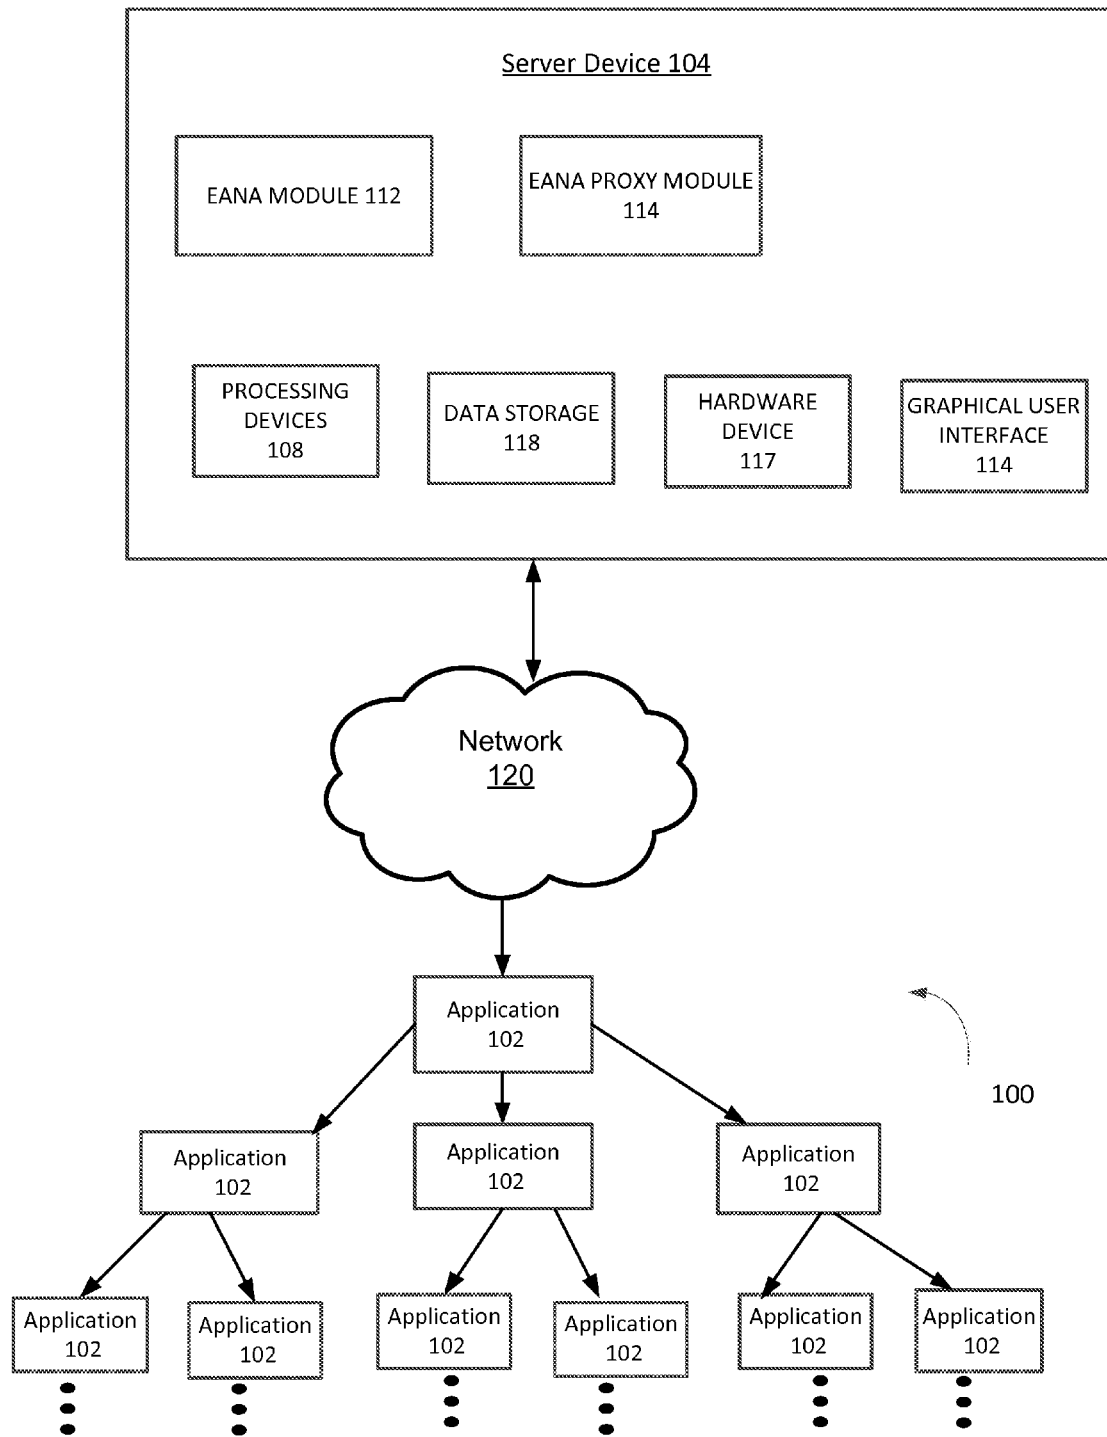 Server Device 104
EANA MODULE 112
EANA PROXY MODULE
114
PROCESSING
DEVICES
108
DATA STORAGE
118
HARDWARE
DEVICE
117
GRAPHICAL USER
INTERFACE
114
Network
120
Application
102
100
Application
102
Application
102
Application
102
Application
102
Application
102
Application
102
Application
102
Application
102
Application
102